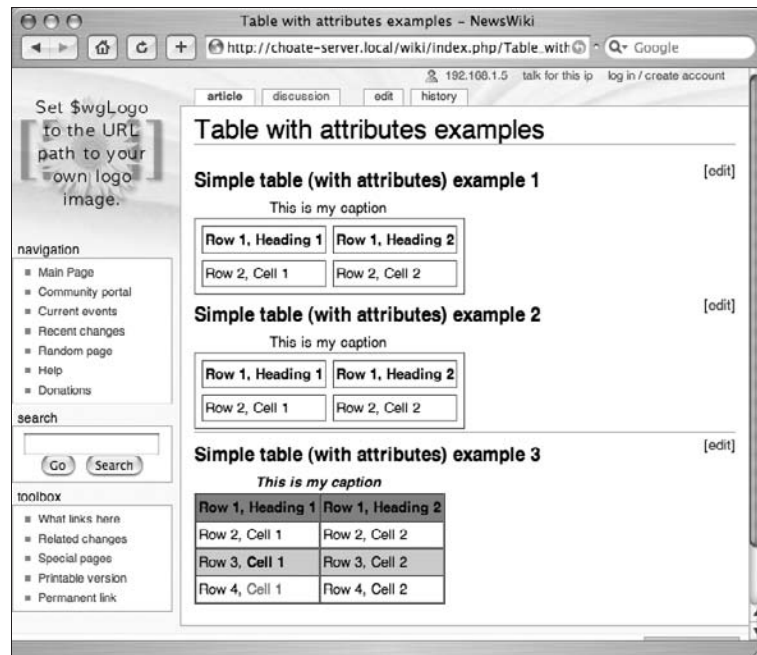 Table with attributes examples – NewsWiki
http://choate-server.local/wiki/index.php/Table_with
Google
192.168.1.5 talk for this ip log in / create account
article discussion edit history
Set $wgLogo
to the URL
path to your
own logo
image.
Table with attributes examples
Simple table (with attributes) example 1 [edit]
This is my caption
Row 1, Heading 1 Row 1, Heading 2
Row 2, Cell 1 Row 2, Cell 2
Simple table (with attributes) example 2 [edit]
This is my caption
Row 1, Heading 1 Row 1, Heading 2
Row 2, Cell 1 Row 2, Cell 2
Simple table (with attributes) example 3 [edit]
This is my caption
Row 1, Heading 1 Row 1, Heading 2
Row 2, Cell 1 Row 2, Cell 2
Row 3, Cell 1 Row 3, Cell 2
Row 4, Cell 1 Row 4, Cell 2
navigation
Main Page
Community portal
Current events
Recent changes
Random page
Help
Donations
search
Go Search
toolbox
What links here
Related changes
Special pages
Printable version
Permanent link